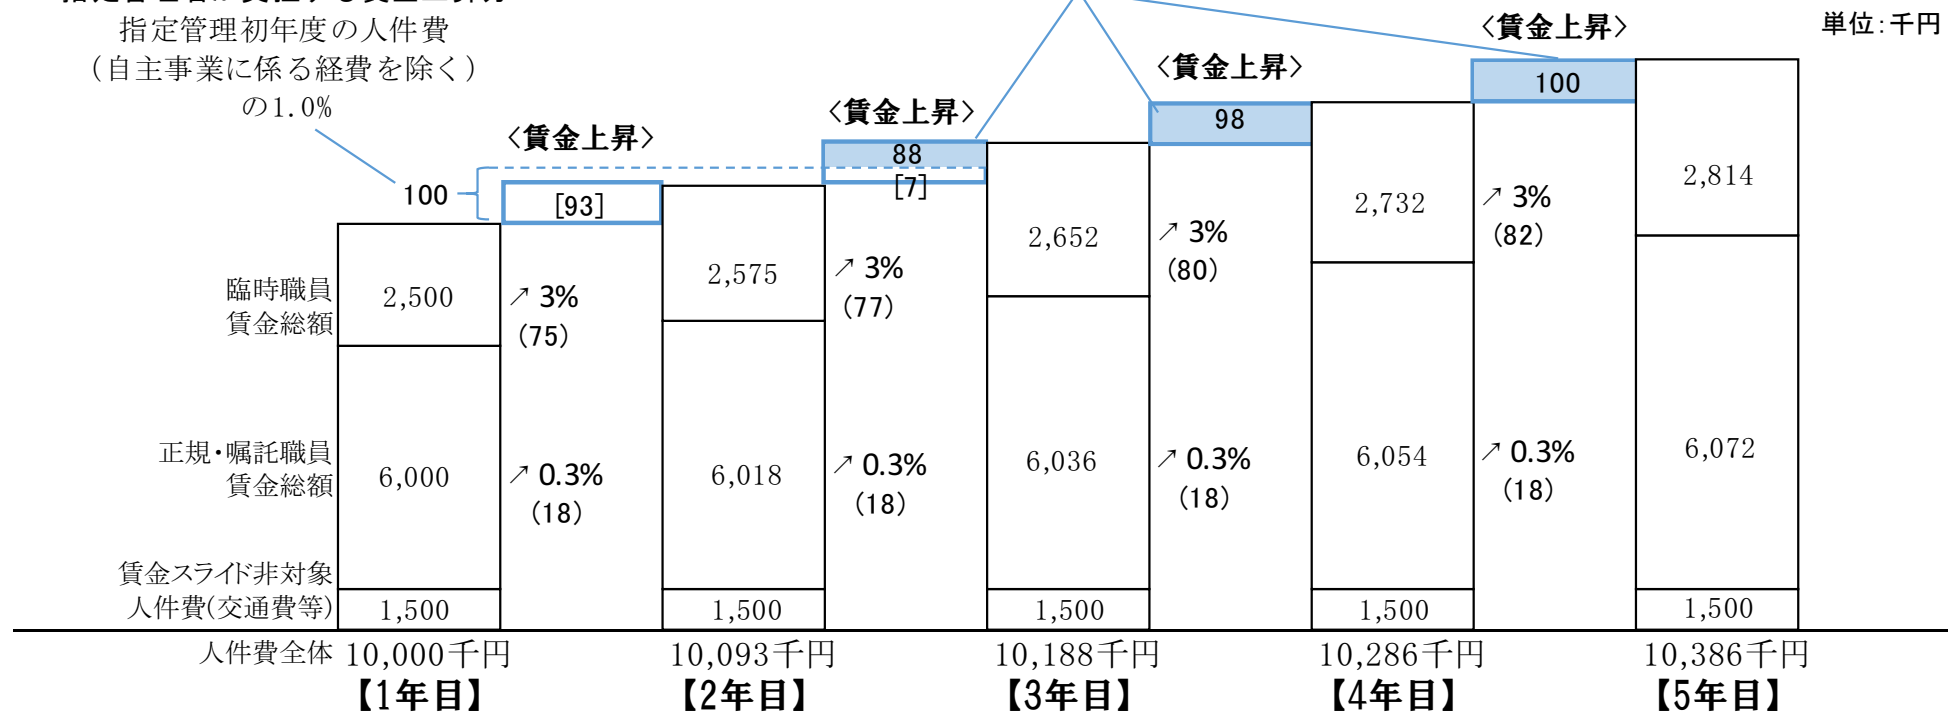 指定管理初年度の人件費
（自主事業に係る経費を除く）
の1.0%
単位：千円
〈賃金上昇〉
〈賃金上昇〉
〈賃金上昇〉
〈賃金上昇〉
100
[93]
88
[7]
98
100
臨時職員
賃金総額
2,500
↗ 3%
(75)
2,575
↗ 3%
(77)
2,652
↗ 3%
(80)
2,732
↗ 3%
(82)
2,814
正規・嘱託職員
賃金総額
6,000
↗ 0.3%
(18)
6,018
↗ 0.3%
(18)
6,036
↗ 0.3%
(18)
6,054
↗ 0.3%
(18)
6,072
賃金スライド非対象
人件費(交通費等)
1,500
1,500
1,500
1,500
1,500
人件費全体 10,000千円 10,093千円 10,188千円 10,286千円 10,386千円
【1年目】 【2年目】 【3年目】 【4年目】 【5年目】